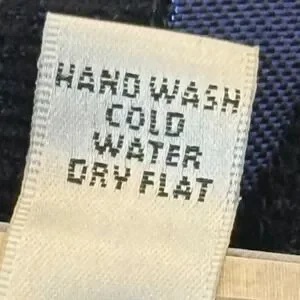 HAND WASH
COLD
WATER
DRY FLAT